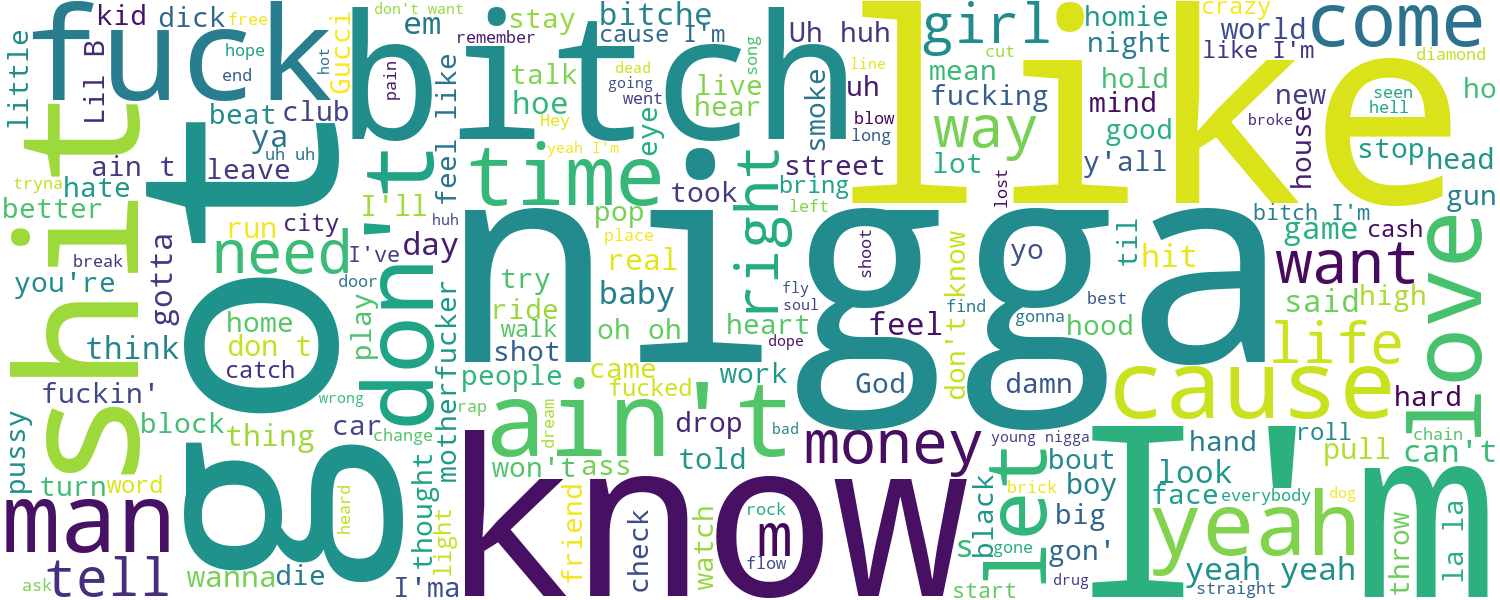 little
kid
dick
free
don't want
em
remember
stay
bitche
cause I'm
Uh huh
girl
homie
night
crazy
world
like I'm
come
fuck
bitch
like
hope
end
hot
Gucci
pain
Lil B
beat
club
ya
uh uh
leave
ain t
shit
feel like
talk
hoe
Hey
yeah I'm
dead
going
went
eye
live
hear
song
smoke
uh
line
blow
long
mean
fucking
way
lot
cut
hold
mind
good
y'all
new
broke
house
diamond
seen
hell
ho
stop
head
gun
tryna
hate
better
got
don't
I'll
time
took
right
street
bring
left
lost
run
city
huh
need
I've
day
pop
place
real
try
ride
walk
baby
nigga
shoot
fly
soul
yo
don't know
find
gonna
best
hood
til
hit
bitch I'm
game
cash
want
said
high
love
break
you're
gotta
door
play
home
don t
catch
think
motherfucker
shot
oh oh
heart
dope
feel
God
damn
cause
life
hard
fuckin'
people
came
fucked
work
wrong
rap
ain't
dream
drop
bad
money
young nigga
I'm
hand
roll
pull
chain
can't
pussy
block
thing
car
change
turn
word
heard
thought
light
won't
ass
told
know
let
bout
boy
brick
black
big
look
face
everybody
dog
man
tell
ask
wanna
die
I'ma
friend
check
watch
rock
m
flow
s
gone
start
gon'
drug
yeah
yeah yeah
straight
throw
la la